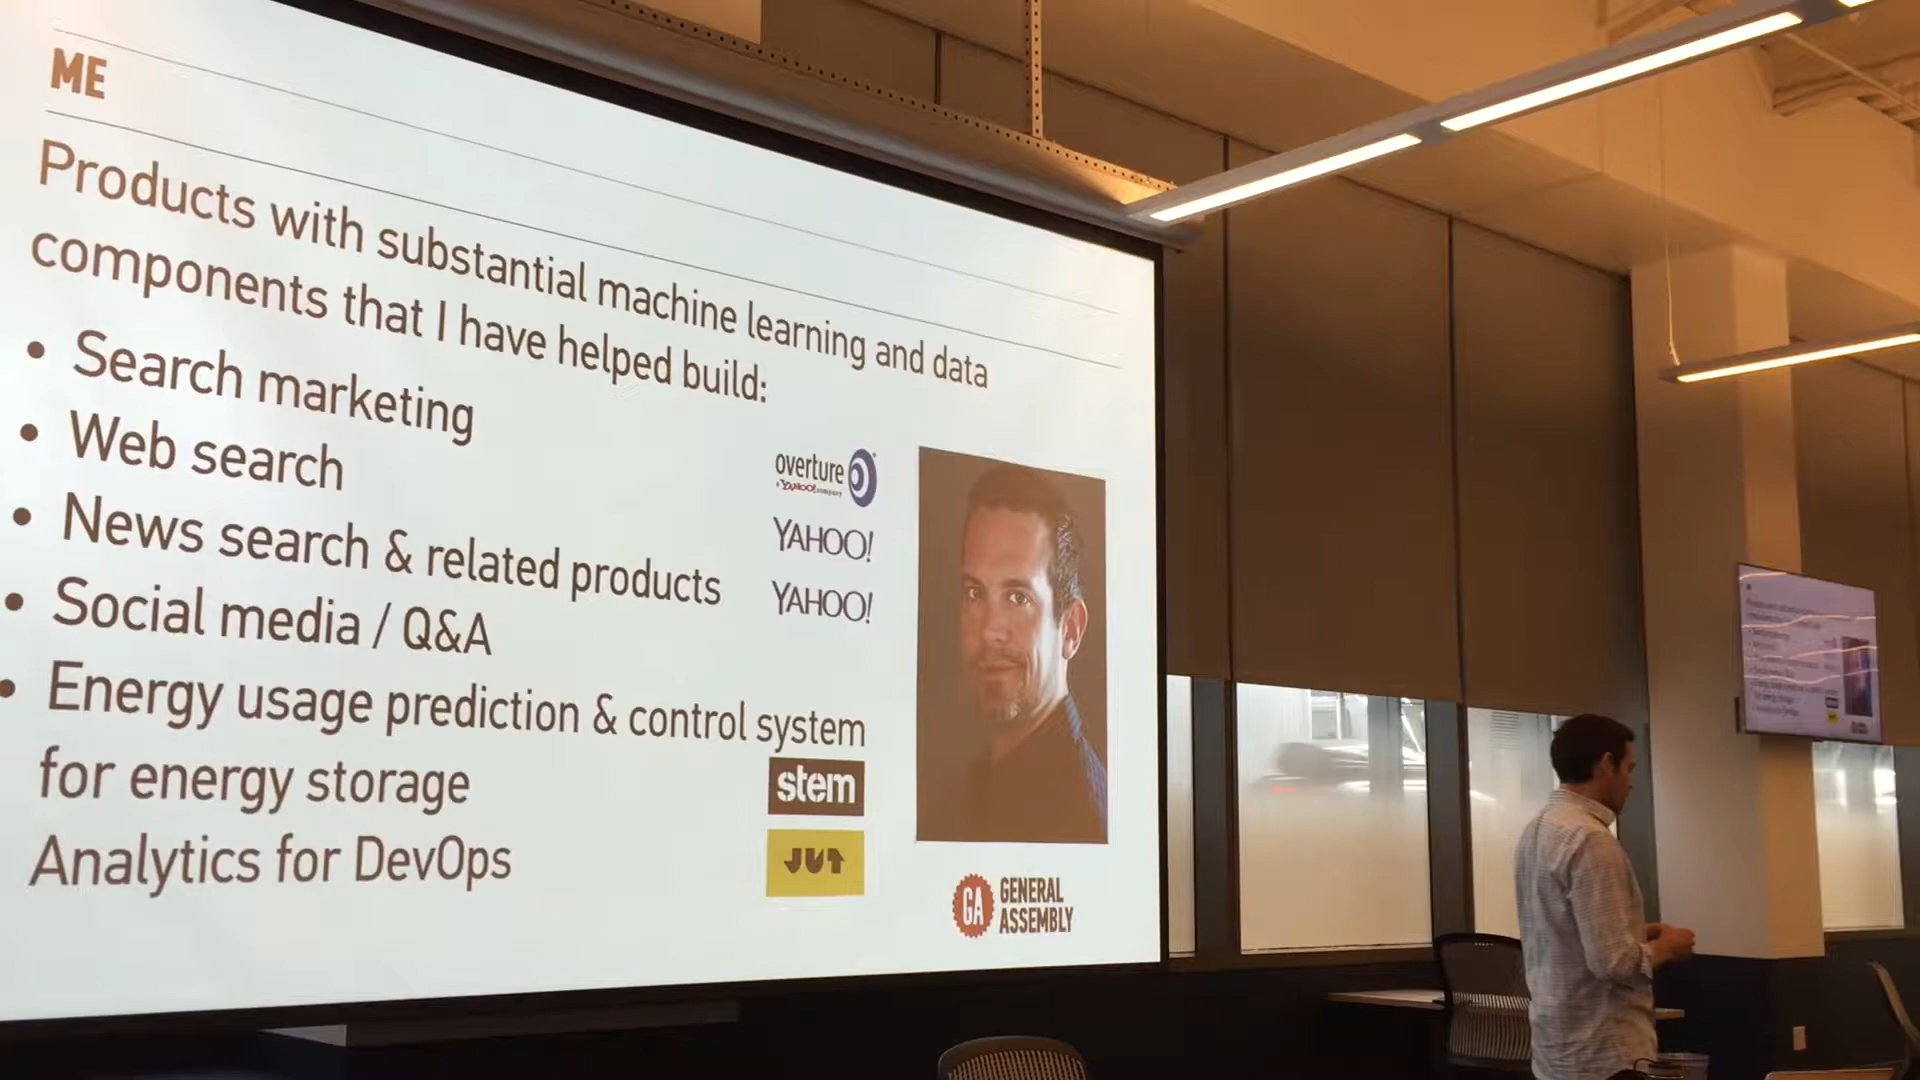 ME
Products with substantial machine learning and data
components that I have helped build:
• Search marketing
• Web search
• News search & related products
• Social media / Q&A
• Energy usage prediction & control system
for energy storage
Analytics for DevOps
overture
a YAHOO! company
YAHOO!
YAHOO!
stem
JUT
GA GENERAL
ASSEMBLY